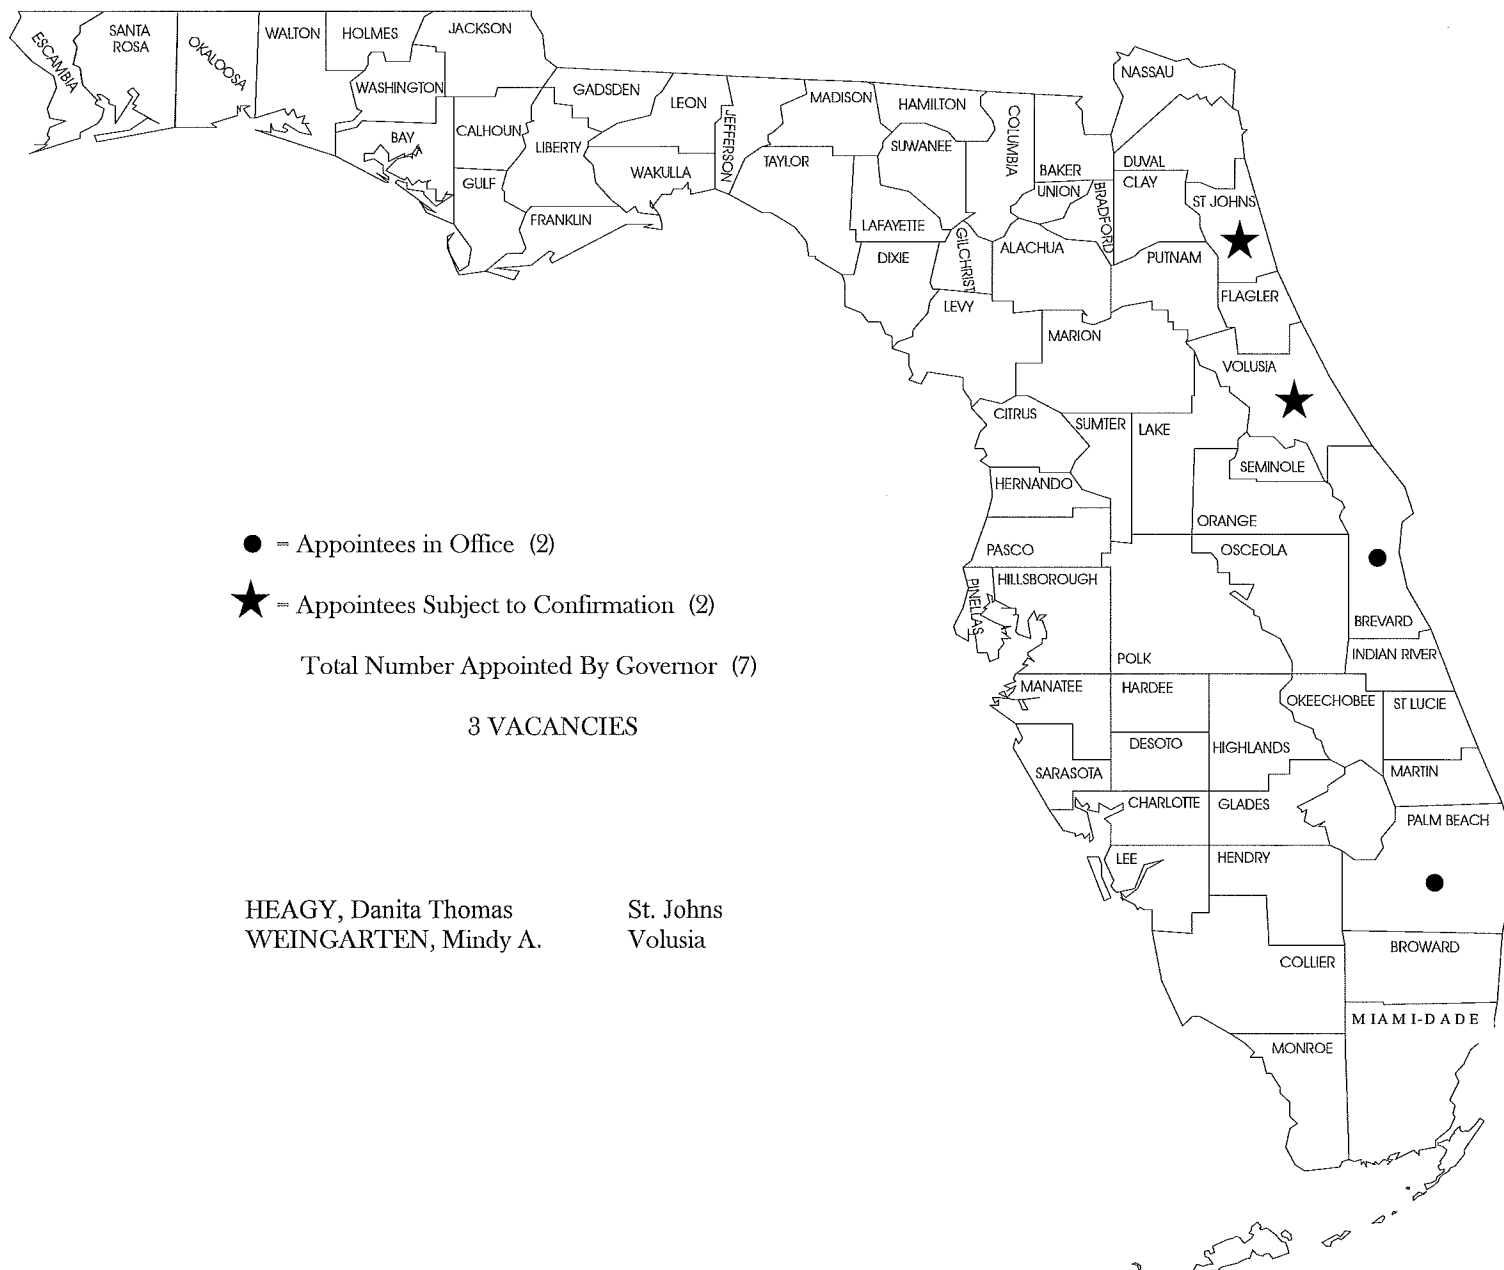 ESCAMBIA
SANTA
ROSA
OKALOOSA
WALTON
HOLMES
JACKSON
WASHINGTON
BAY
CALHOUN
GULF
GADSDEN
LIBERTY
FRANKLIN
LEON
WAKULLA
JEFFERSON
MADISON
TAYLOR
HAMILTON
SUWANEE
LAFAYETTE
DIXIE
COLUMBIA
GILCHRIST
BAKER
UNION
BRADFORD
ALACHUA
LEVY
NASSAU
DUVAL
CLAY
ST JOHNS
PUTNAM
FLAGLER
MARION
VOLUSIA
CITRUS
SUMTER
LAKE
SEMINOLE
HERNANDO
ORANGE
PASCO
OSCEOLA
HILLSBOROUGH
PINELLAS
BREVARD
POLK
INDIAN RIVER
MANATEE
HARDEE
OKEECHOBEE
ST LUCIE
DESOTO
HIGHLANDS
SARASOTA
MARTIN
CHARLOTTE
GLADES
PALM BEACH
LEE
HENDRY
BROWARD
COLLIER
MIAMI-DADE
MONROE
= Appointees in Office (2)
= Appointees Subject to Confirmation (2)
Total Number Appointed By Governor (7)
3 VACANCIES
HEAGY, Danita Thomas St. Johns
WEINGARTEN, Mindy A. Volusia